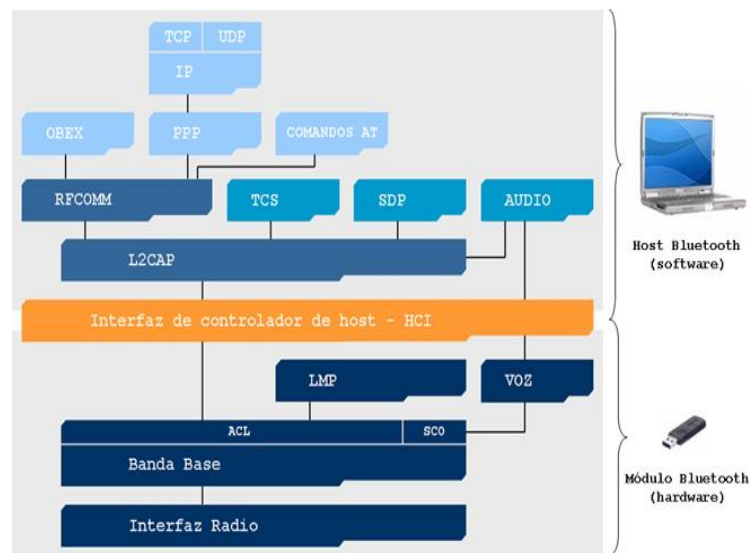 TCP UDP
IP
OBEX PPP COMANDOS AT
RFCOMM TCS SDP AUDIO
L2CAP
Host Bluetooth
(software)
Interfaz de controlador de host - HCI
LMP VOZ
ACL SCO
Banda Base
Módulo Bluetooth
(hardware)
Interfaz Radio